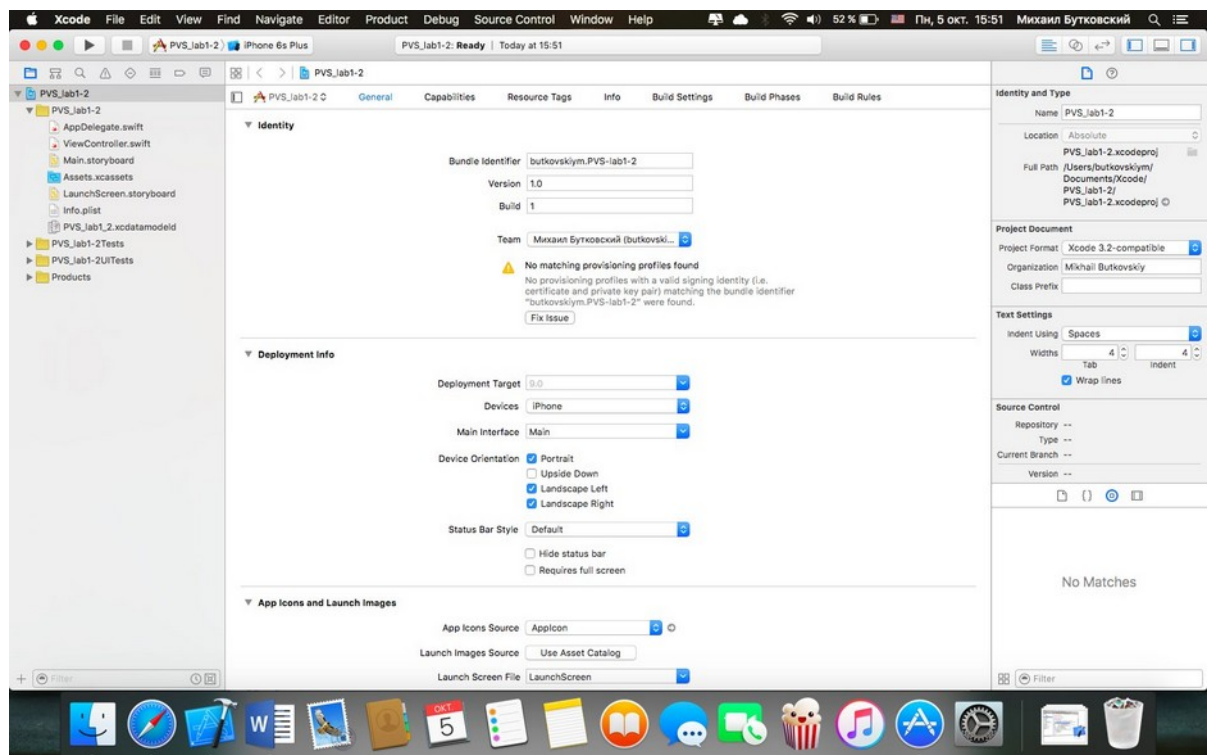 Xcode File Edit View Find Navigate Editor Product Debug Source Control Window Help 52 % Пн, 5 окт. 15:51 Михаил Бутковский
PVS_lab1-2 iPhone 6s Plus PVS_lab1-2: Ready | Today at 15:51
PVS_lab1-2
PVS_lab1-2
PVS_lab1-2
AppDelegate.swift
ViewController.swift
Main.storyboard
Assets.xcassets
LaunchScreen.storyboard
Info.plist
PVS_lab1_2.xcdatamodeld
PVS_lab1-2Tests
PVS_lab1-2UITests
Products
Filter
PVS_lab1-2 General Capabilities Resource Tags Info Build Settings Build Phases Build Rules
Identity
Bundle Identifier butkovskiym.PVS-lab1-2
Version 1.0
Build 1
Team Михаил Бутковский (butkovski...
No matching provisioning profiles found
No provisioning profiles with a valid signing identity (i.e.
certificate and private key pair) matching the bundle identifier
"butkovskiym.PVS-lab1-2" were found.
Fix Issue
Deployment Info
Deployment Target 9.0
Devices iPhone
Main Interface Main
Device Orientation Portrait
Upside Down
Landscape Left
Landscape Right
Status Bar Style Default
Hide status bar
Requires full screen
App Icons and Launch Images
App Icons Source AppIcon
Launch Images Source Use Asset Catalog
Launch Screen File LaunchScreen
Identity and Type
Name PVS_lab1-2
Location Absolute
PVS_lab1-2.xcodeproj
Full Path /Users/butkovskiym/
Documents/Xcode/
PVS_lab1-2/
PVS_lab1-2.xcodeproj
Project Document
Project Format Xcode 3.2-compatible
Organization Mikhail Butkovskiy
Class Prefix
Text Settings
Indent Using Spaces
Widths 4 4
Tab Indent
Wrap lines
Source Control
Repository --
Type --
Current Branch --
Version --
No Matches
Filter
W
ОКТ.
5